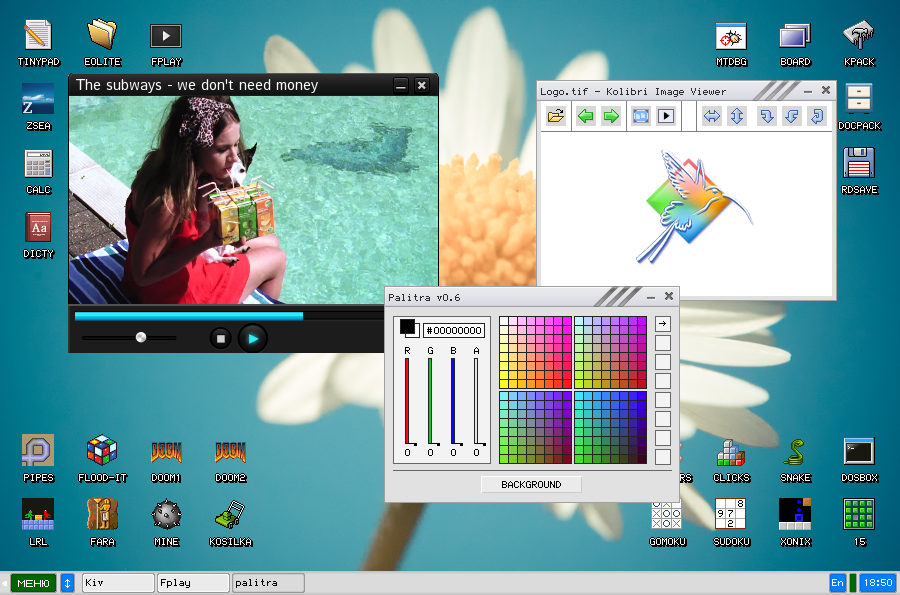 TINYPAD
EOLITE
FPLAY
MTDBG
BOARD
KPACK
The subways - we don't need money
Logo.tif - Kolibri Image Viewer
Z
ZSEA
DOCPACK
CALC
RDSAVE
Aa
DICTY
Palitra v0.6
#00000000
R G B A
0 0 0 0
BACKGROUND
PIPES
FLOOD-IT
DOOM
DOOM1
DOOM
DOOM2
RS
CLICKS
SNAKE
DOSBOX
LRL
FARA
MINE
KOSILKA
GOMOKU
8
9 7
2
SUDOKU
XONIX
15
МЕНЮ
Kiv
Fplay
palitra
En
18:50